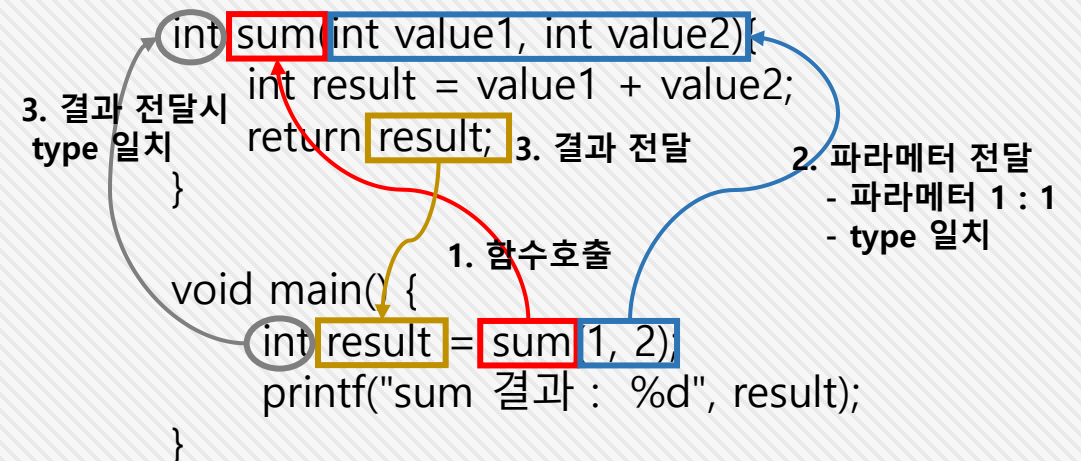 int sum(int value1, int value2){
int result = value1 + value2;
3. 결과 전달시
type 일치
return result;
3. 결과 전달
}
2. 파라메터 전달
- 파라메터 1 : 1
- type 일치
1. 함수호출
void main() {
int result = sum(1, 2);
printf("sum 결과 : %d", result);
}